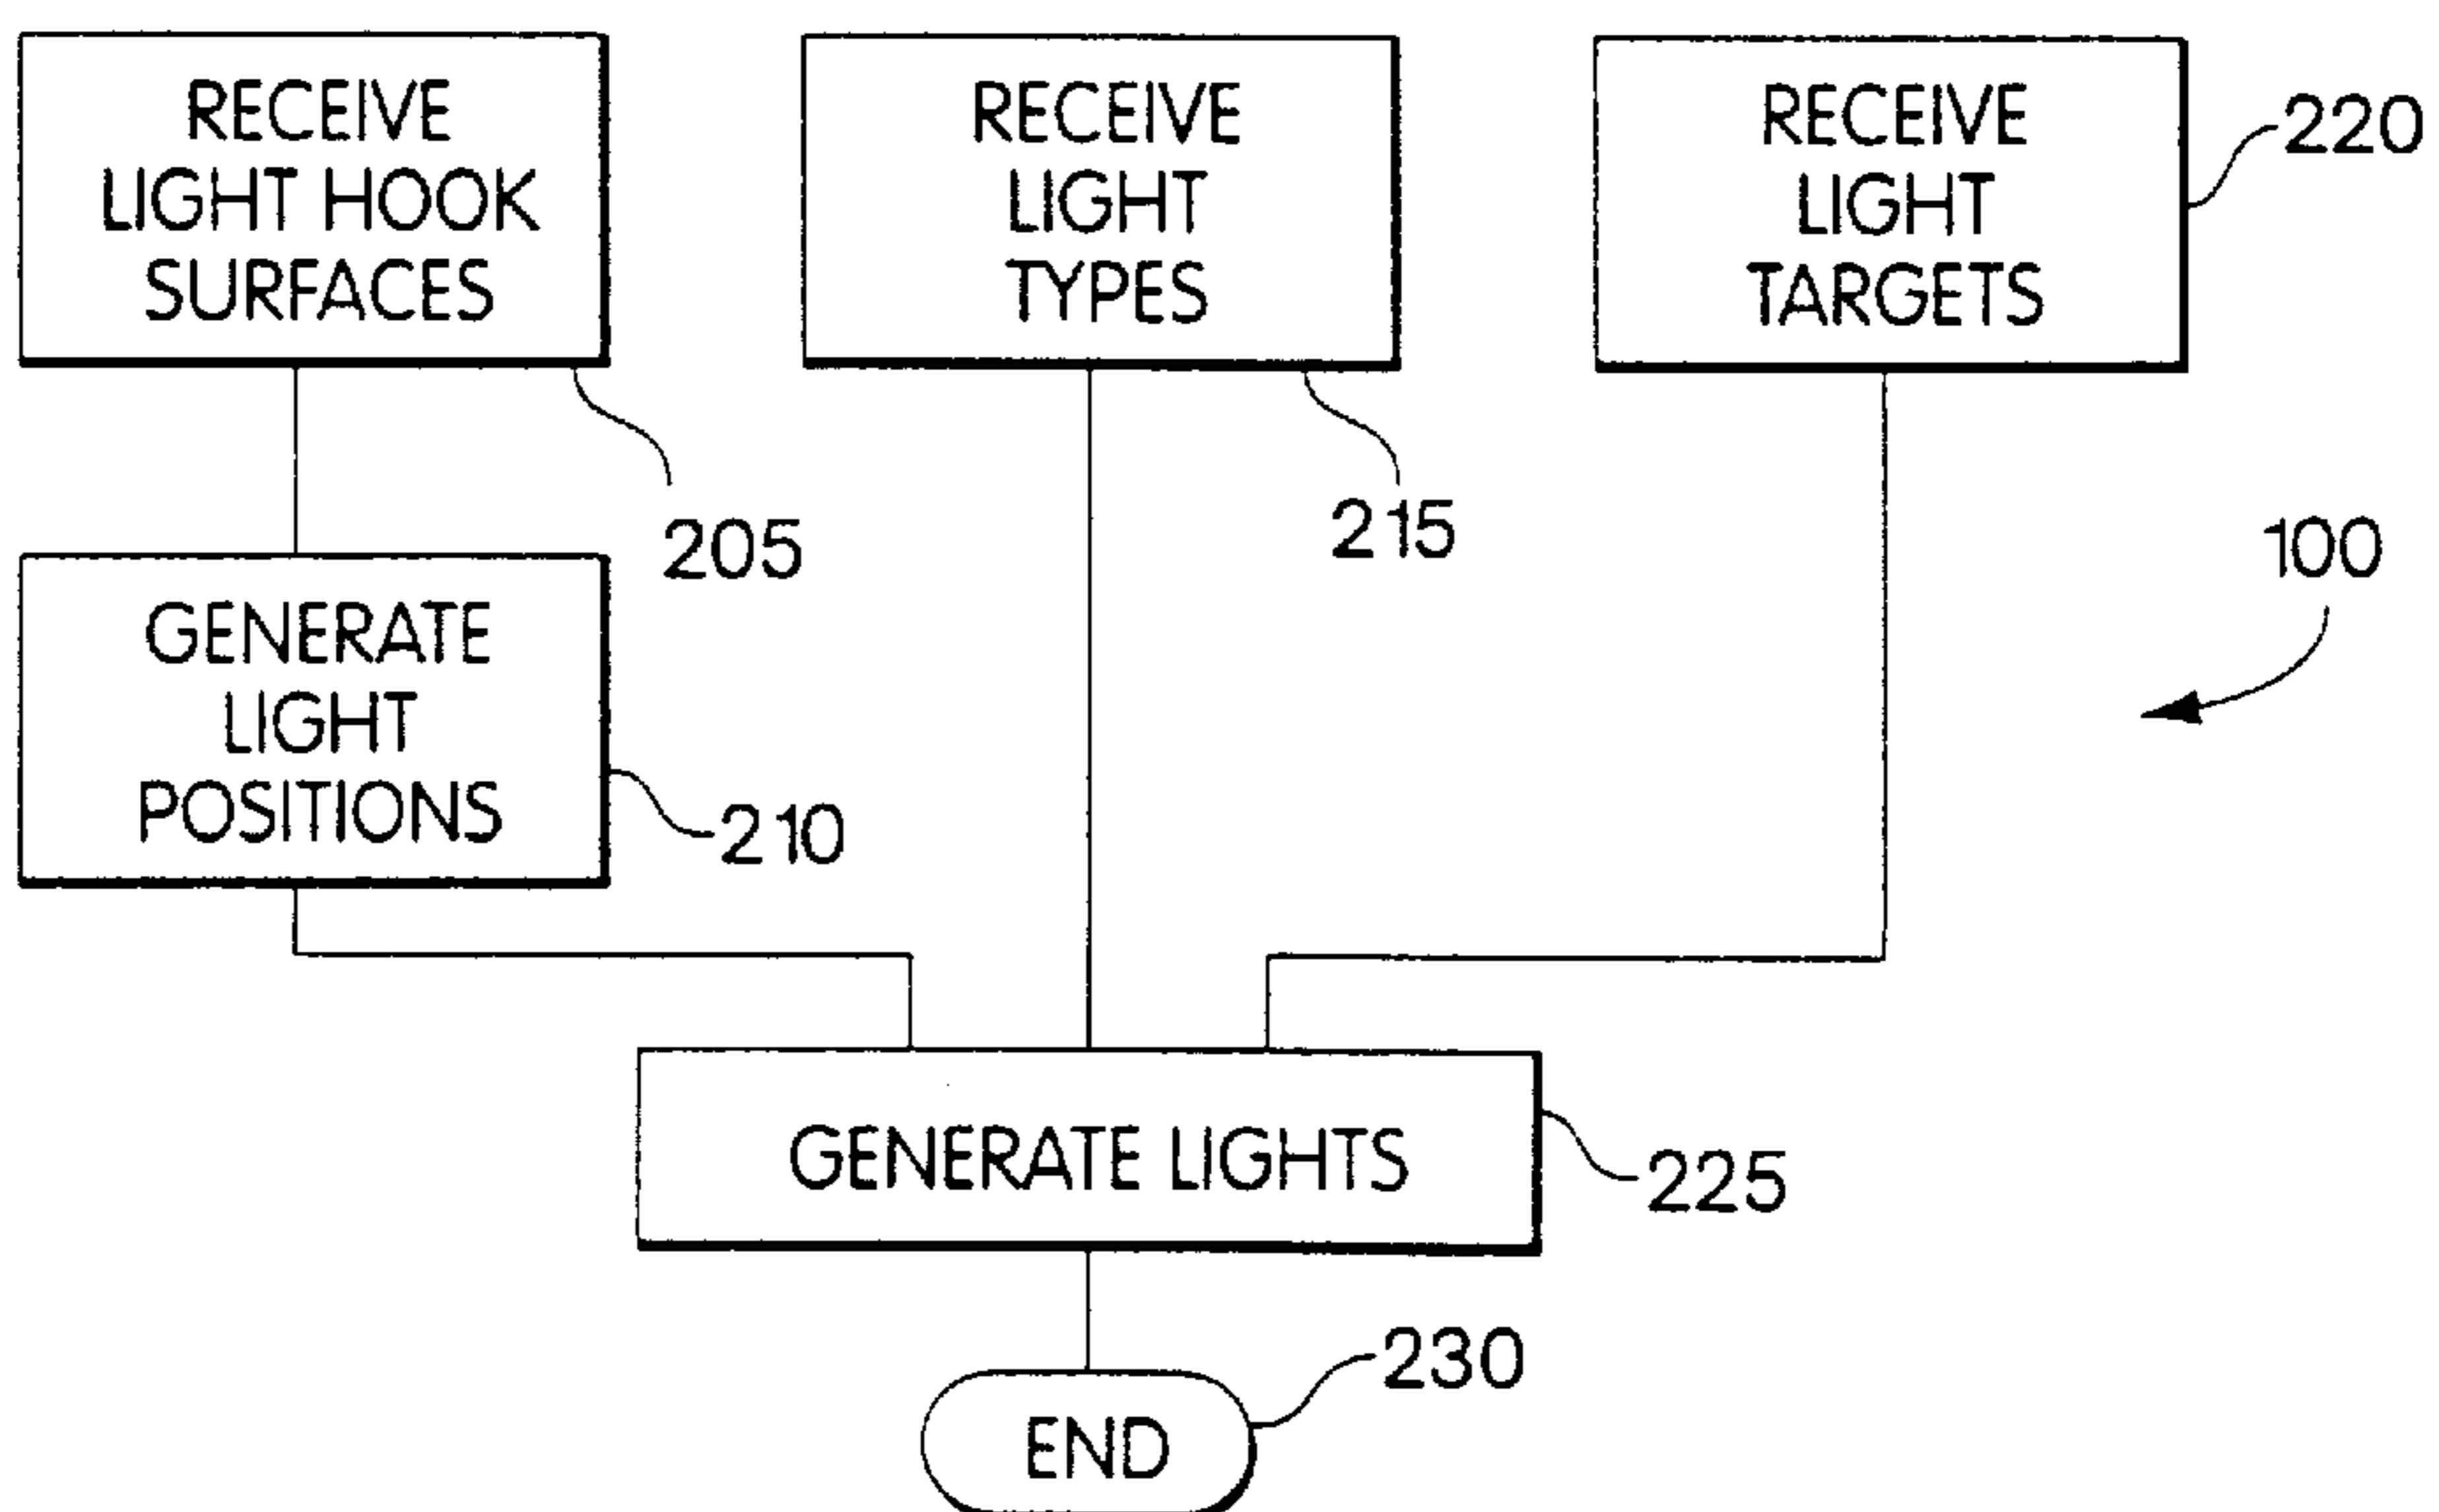 RECEIVE
LIGHT HOOK
SURFACES
205
RECEIVE
LIGHT
TYPES
215
RECEIVE
LIGHT
TARGETS
220
100
GENERATE
LIGHT
POSITIONS
210
GENERATE LIGHTS
225
END
230